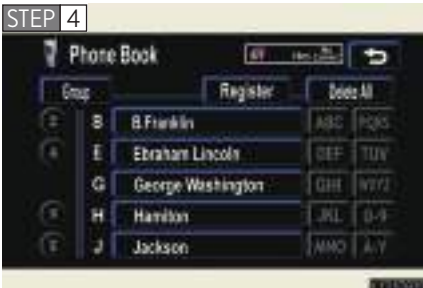 STEP 4
Phone Book
Group Register Delete All
B B.Franklin ABC PQRS
E Ebraham Lincoln DEF TUV
G George Washington GHI WXYZ
H Hamilton JKL 0-9
J Jackson MNO A-Y